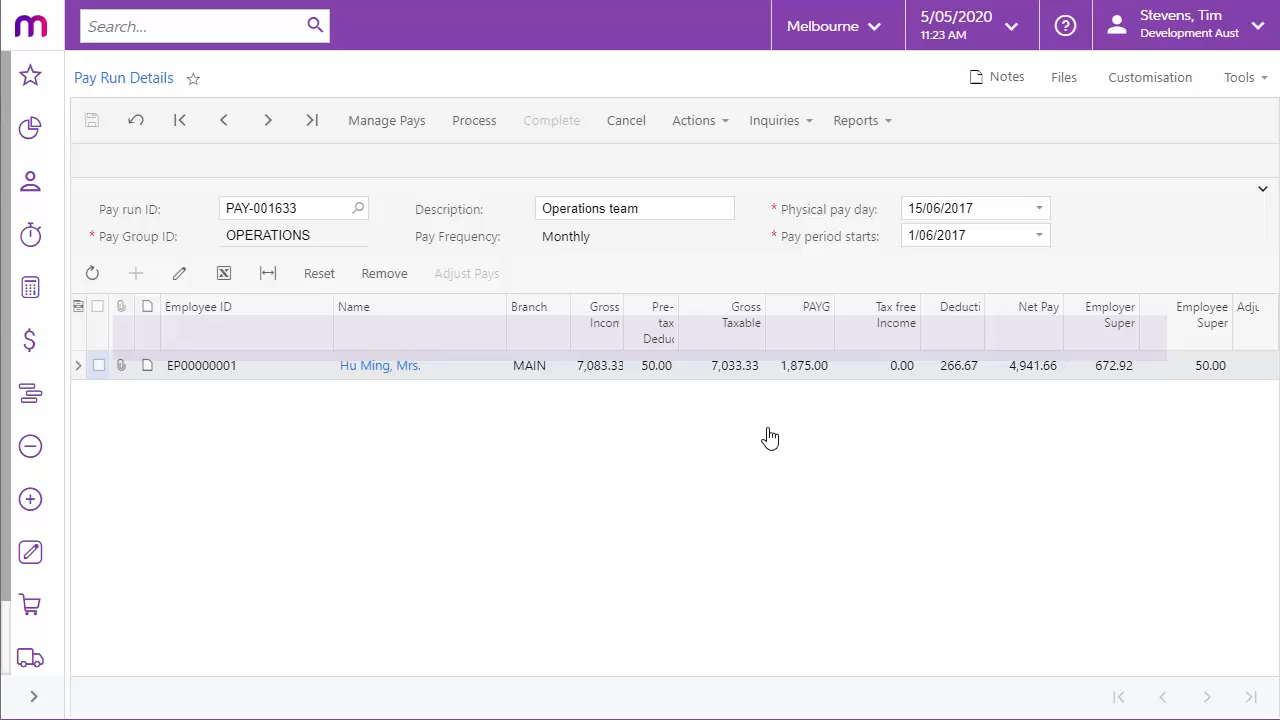 Search...
Melbourne
5/05/2020
11:23 AM
Stevens, Tim
Development Aust
Pay Run Details
Notes
Files
Customisation
Tools
Manage Pays
Process
Complete
Cancel
Actions
Inquiries
Reports
Pay run ID:
PAY-001633
Description:
Operations team
* Physical pay day:
15/06/2017
* Pay Group ID:
OPERATIONS
Pay Frequency:
Monthly
* Pay period starts:
1/06/2017
Reset
Remove
Adjust Pays
Employee ID
Name
Branch
Gross
Incom
Pre-
tax
Deduc
Gross
Taxable
PAYG
Tax free
Income
Deducti
Net Pay
Employer
Super
Employee
Super
Adju
EP00000001
Hu Ming, Mrs.
MAIN
7,083.33
50.00
7,033.33
1,875.00
0.00
266.67
4,941.66
672.92
50.00